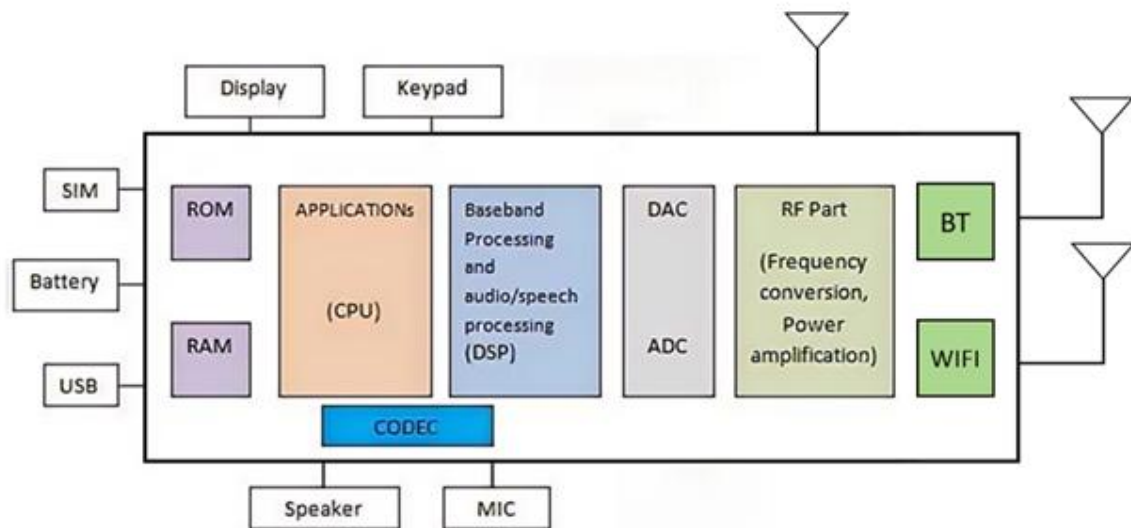 Display
Keypad
SIM
Battery
USB
ROM
RAM
APPLICATIONs
(CPU)
Baseband
Processing
and
audio/speech
processing
(DSP)
DAC
ADC
RF Part
(Frequency
conversion,
Power
amplification)
BT
WIFI
CODEC
Speaker
MIC